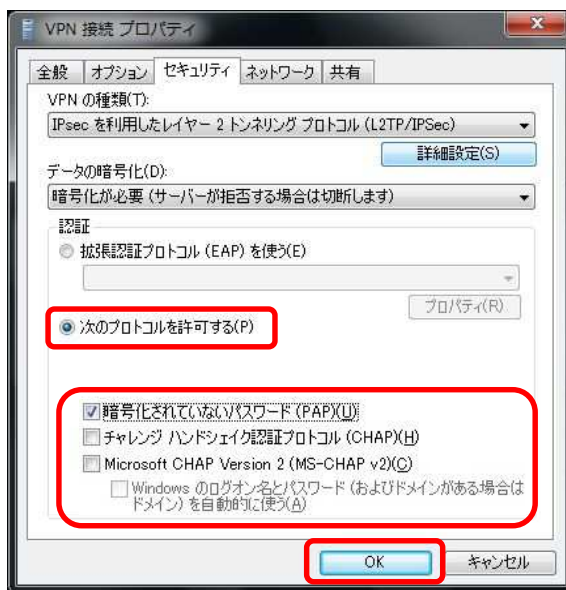 VPN 接続 プロパティ
全般 オプション セキュリティ ネットワーク 共有
VPN の種類(T):
IPsec を利用したレイヤー 2 トンネリング プロトコル (L2TP/IPSec)
詳細設定(S)
データの暗号化(D):
暗号化が必要 (サーバーが拒否する場合は切断します)
認証
拡張認証プロトコル (EAP) を使う(E)
プロパティ(R)
次のプロトコルを許可する(P)
暗号化されていないパスワード (PAP)(U)
チャレンジ ハンドシェイク認証プロトコル (CHAP)(H)
Microsoft CHAP Version 2 (MS-CHAP v2)(C)
Windows のログオン名とパスワード (およびドメインがある場合は
ドメイン) を自動的に使う(A)
OK キャンセル